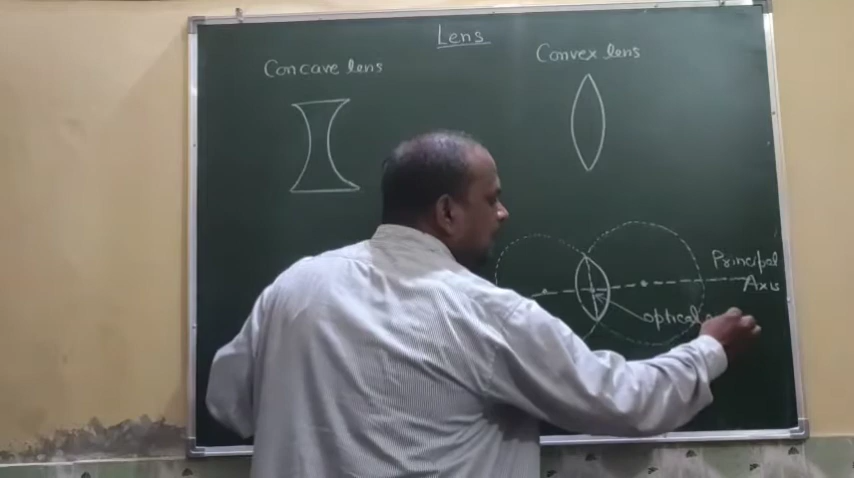 Lens
Concave lens
Convex lens
Principal
Axis
optical